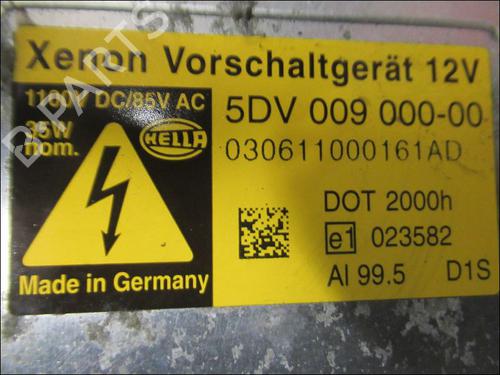 Xenon Vorschaltgerät 12V
1100V DC/85V AC
35W
nom.
HELLA
5DV 009 000-00
030611000161AD
DOT 2000h
e1 023582
Al 99.5 D1S
Made in Germany
B PARTS